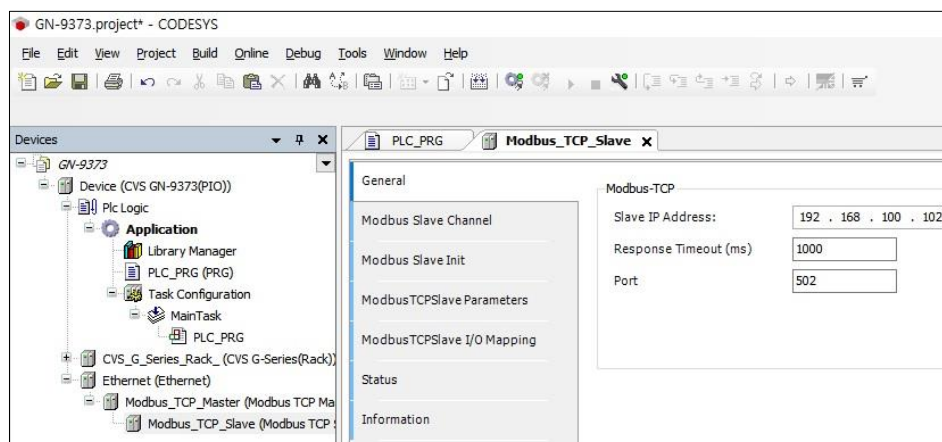 GN-9373.project* - CODESYS
File Edit View Project Build Online Debug Tools Window Help
Devices
GN-9373
Device (CVS GN-9373(PIO))
Plc Logic
Application
Library Manager
PLC_PRG (PRG)
Task Configuration
MainTask
PLC_PRG
CVS_G_Series_Rack_ (CVS G-Series(Rack))
Ethernet (Ethernet)
Modbus_TCP_Master (Modbus TCP Ma
Modbus_TCP_Slave (Modbus TCP
PLC_PRG Modbus_TCP_Slave
General
Modbus Slave Channel
Modbus Slave Init
ModbusTCPSlave Parameters
ModbusTCPSlave I/O Mapping
Status
Information
Modbus-TCP
Slave IP Address: 192 . 168 . 100 . 102
Response Timeout (ms) 1000
Port 502